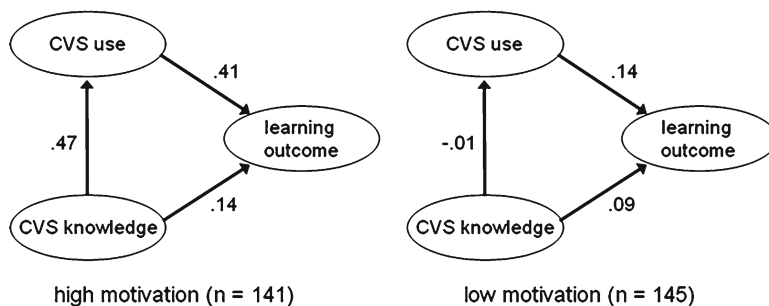 CVS use
.41
learning
outcome
.47
.14
CVS knowledge
high motivation (n = 141)
CVS use
.14
learning
outcome
-.01
.09
CVS knowledge
low motivation (n = 145)